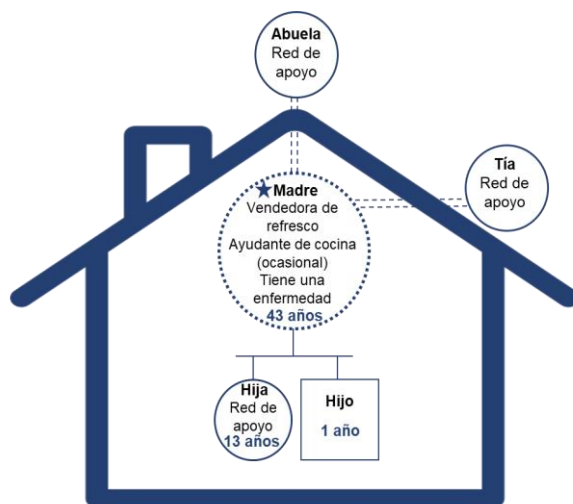 Abuela
Red de
apoyo
Tía
Red de
apoyo
Madre
Vendedora de
refresco
Ayudante de cocina
(ocasional)
Tiene una
enfermedad
43 años
Hija
Red de
apoyo
13 años
Hijo
1 año